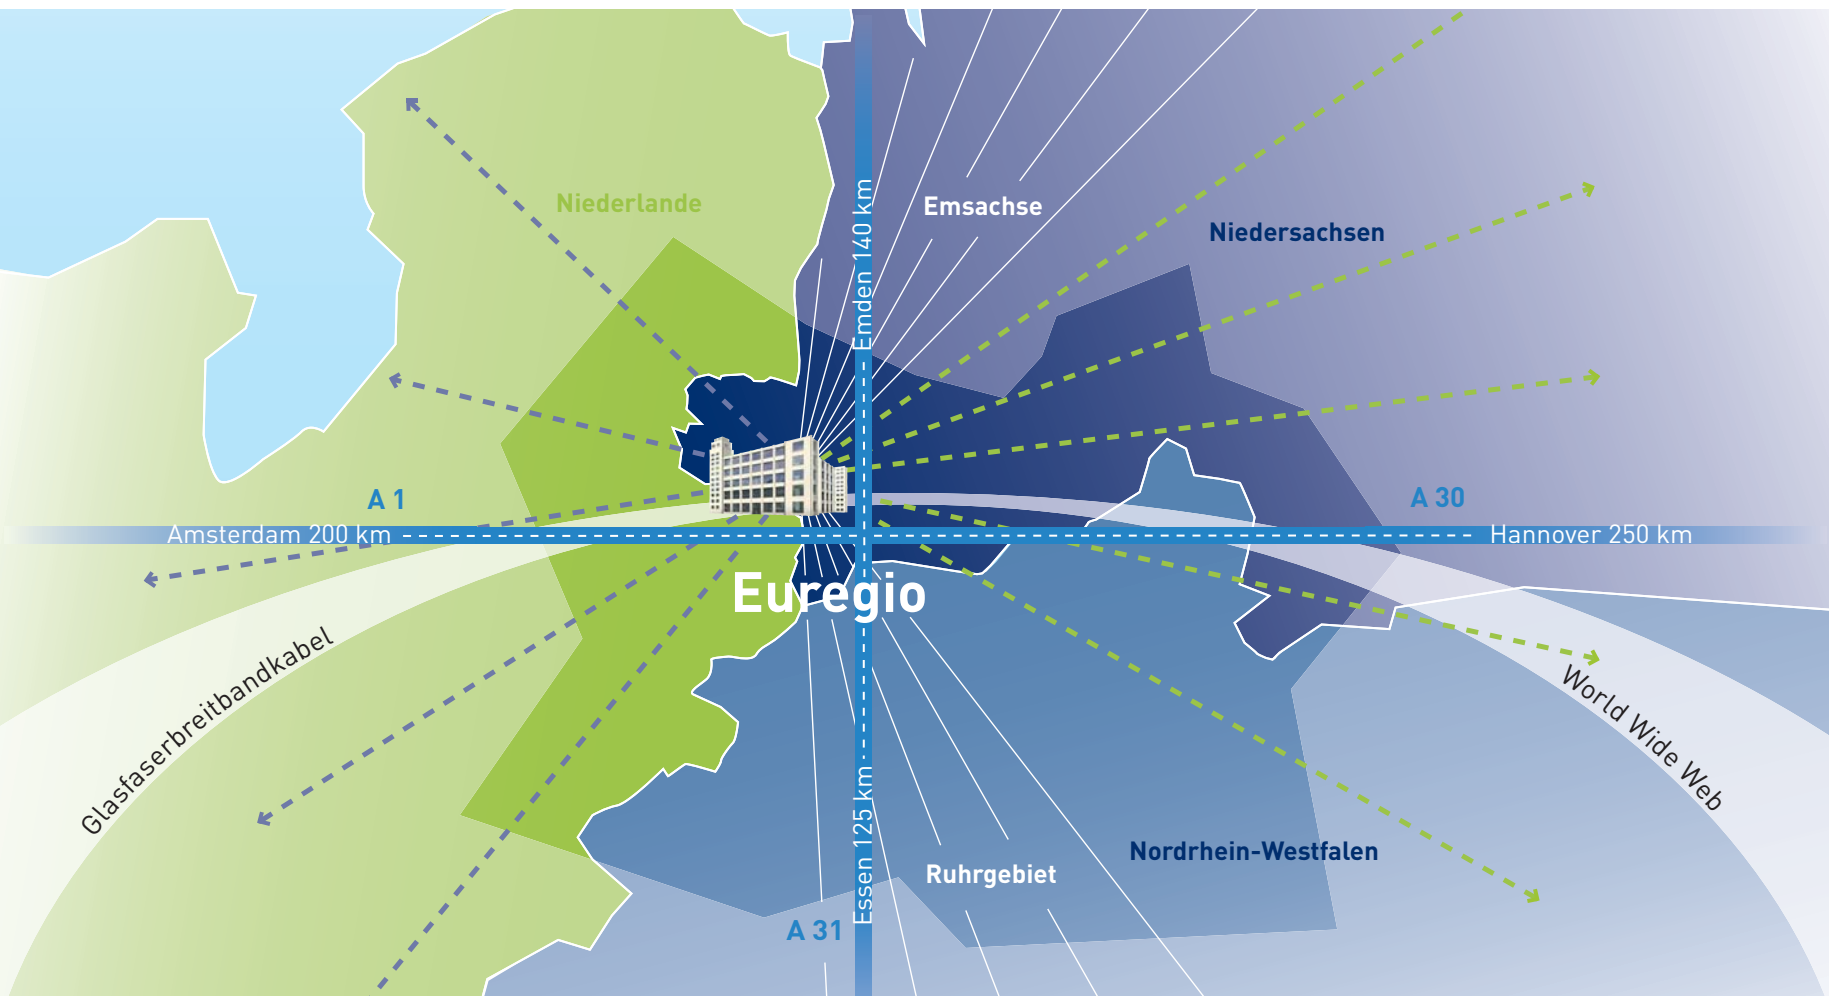 Niederlande
Emsachse
Niedersachsen
Emden 140 km
A 1
A 30
Amsterdam 200 km
Hannover 250 km
Euregio
Glasfaserbreitbandkabel
World Wide Web
Essen 125 km
Nordrhein-Westfalen
Ruhrgebiet
A 31